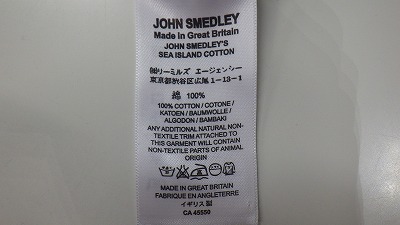 JOHN SMEDLEY
Made in Great Britain
JOHN SMEDLEY'S
SEA ISLAND COTTON
㈱リーミルズ エージェンシー
東京都渋谷区広尾1-13-1
綿 100%
100% COTTON / COTONE /
KATOEN / BAUMWOLLE /
ALGODON / BAMBAKI
ANY ADDITIONAL NATURAL NON-
TEXTILE TRIM ATTACHED TO
THIS GARMENT WILL CONTAIN
NON-TEXTILE PARTS OF ANIMAL
ORIGIN
MADE IN GREAT BRITAIN
FABRIQUE EN ANGLETERRE
イギリス製
CA 45550